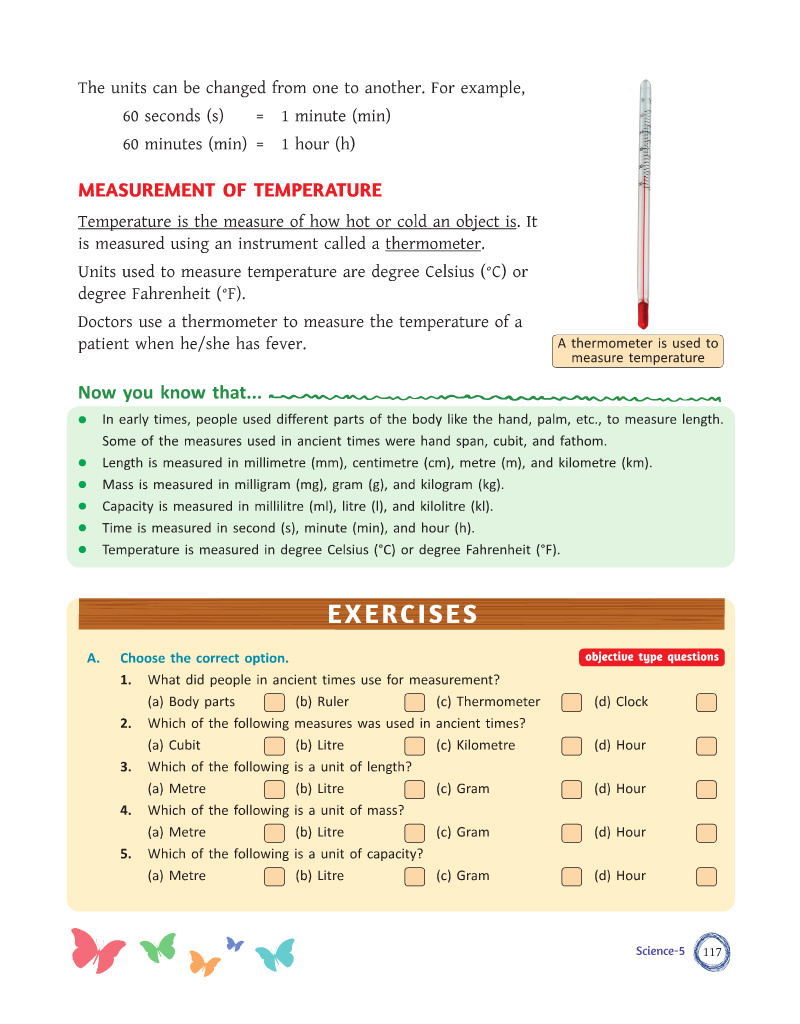 The units can be changed from one to another. For example,
60 seconds (s) = 1 minute (min)
60 minutes (min) = 1 hour (h)
MEASUREMENT OF TEMPERATURE
Temperature is the measure of how hot or cold an object is. It
is measured using an instrument called a thermometer.
Units used to measure temperature are degree Celsius (°C) or
degree Fahrenheit (°F).
Doctors use a thermometer to measure the temperature of a
patient when he/she has fever.
A thermometer is used to
measure temperature
Now you know that...
● In early times, people used different parts of the body like the hand, palm, etc., to measure length.
Some of the measures used in ancient times were hand span, cubit, and fathom.
● Length is measured in millimetre (mm), centimetre (cm), metre (m), and kilometre (km).
● Mass is measured in milligram (mg), gram (g), and kilogram (kg).
● Capacity is measured in millilitre (ml), litre (l), and kilolitre (kl).
● Time is measured in second (s), minute (min), and hour (h).
● Temperature is measured in degree Celsius (°C) or degree Fahrenheit (°F).
EXERCISES
A. Choose the correct option. objective type questions
1. What did people in ancient times use for measurement?
(a) Body parts (b) Ruler (c) Thermometer (d) Clock
2. Which of the following measures was used in ancient times?
(a) Cubit (b) Litre (c) Kilometre (d) Hour
3. Which of the following is a unit of length?
(a) Metre (b) Litre (c) Gram (d) Hour
4. Which of the following is a unit of mass?
(a) Metre (b) Litre (c) Gram (d) Hour
5. Which of the following is a unit of capacity?
(a) Metre (b) Litre (c) Gram (d) Hour
Science-5 117